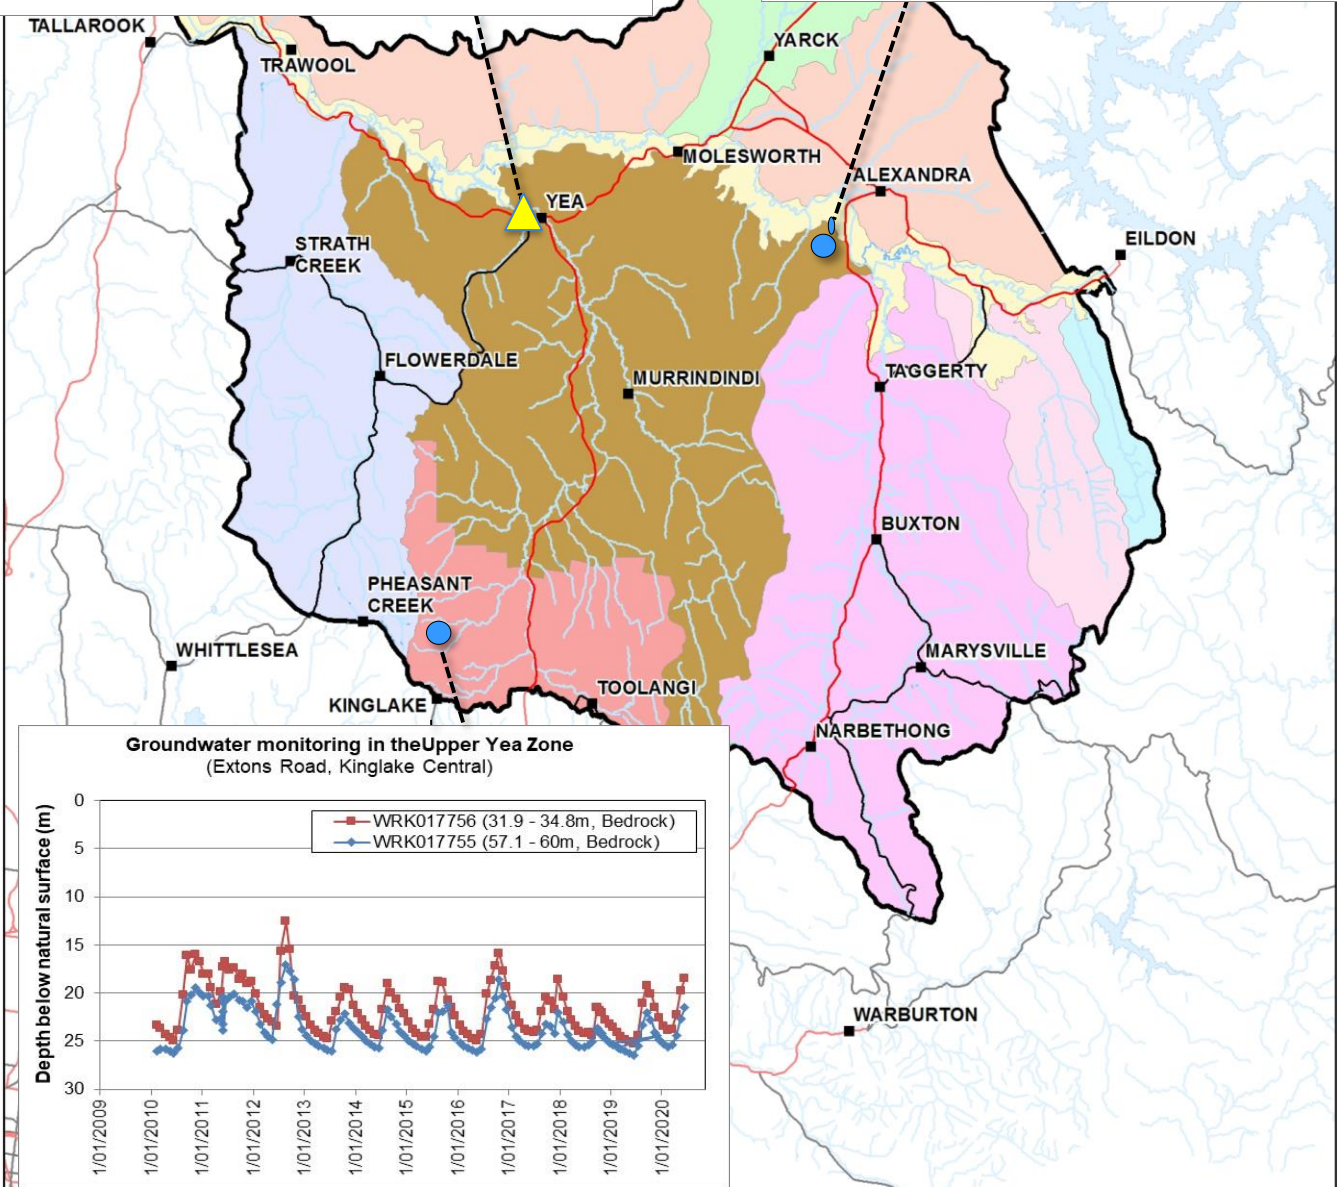 TALLAROOK
TRAWOOL
YARCK
MOLESWORTH
ALEXANDRA
YEA
EILDON
STRATH
CREEK
FLOWERDALE
MURRINDINDI
TAGGERTY
BUXTON
PHEASANT
CREEK
WHITTLESEA
MARYSVILLE
KINGLAKE
TOOLANGI
NARBETHONG
WARBURTON
Groundwater monitoring in theUpper Yea Zone
(Extons Road, Kinglake Central)
Depth below natural surface (m)
0
5
10
15
20
25
30
WRK017756 (31.9 - 34.8m, Bedrock)
WRK017755 (57.1 - 60m, Bedrock)
1/01/2009
1/01/2010
1/01/2011
1/01/2012
1/01/2013
1/01/2014
1/01/2015
1/01/2016
1/01/2017
1/01/2018
1/01/2019
1/01/2020